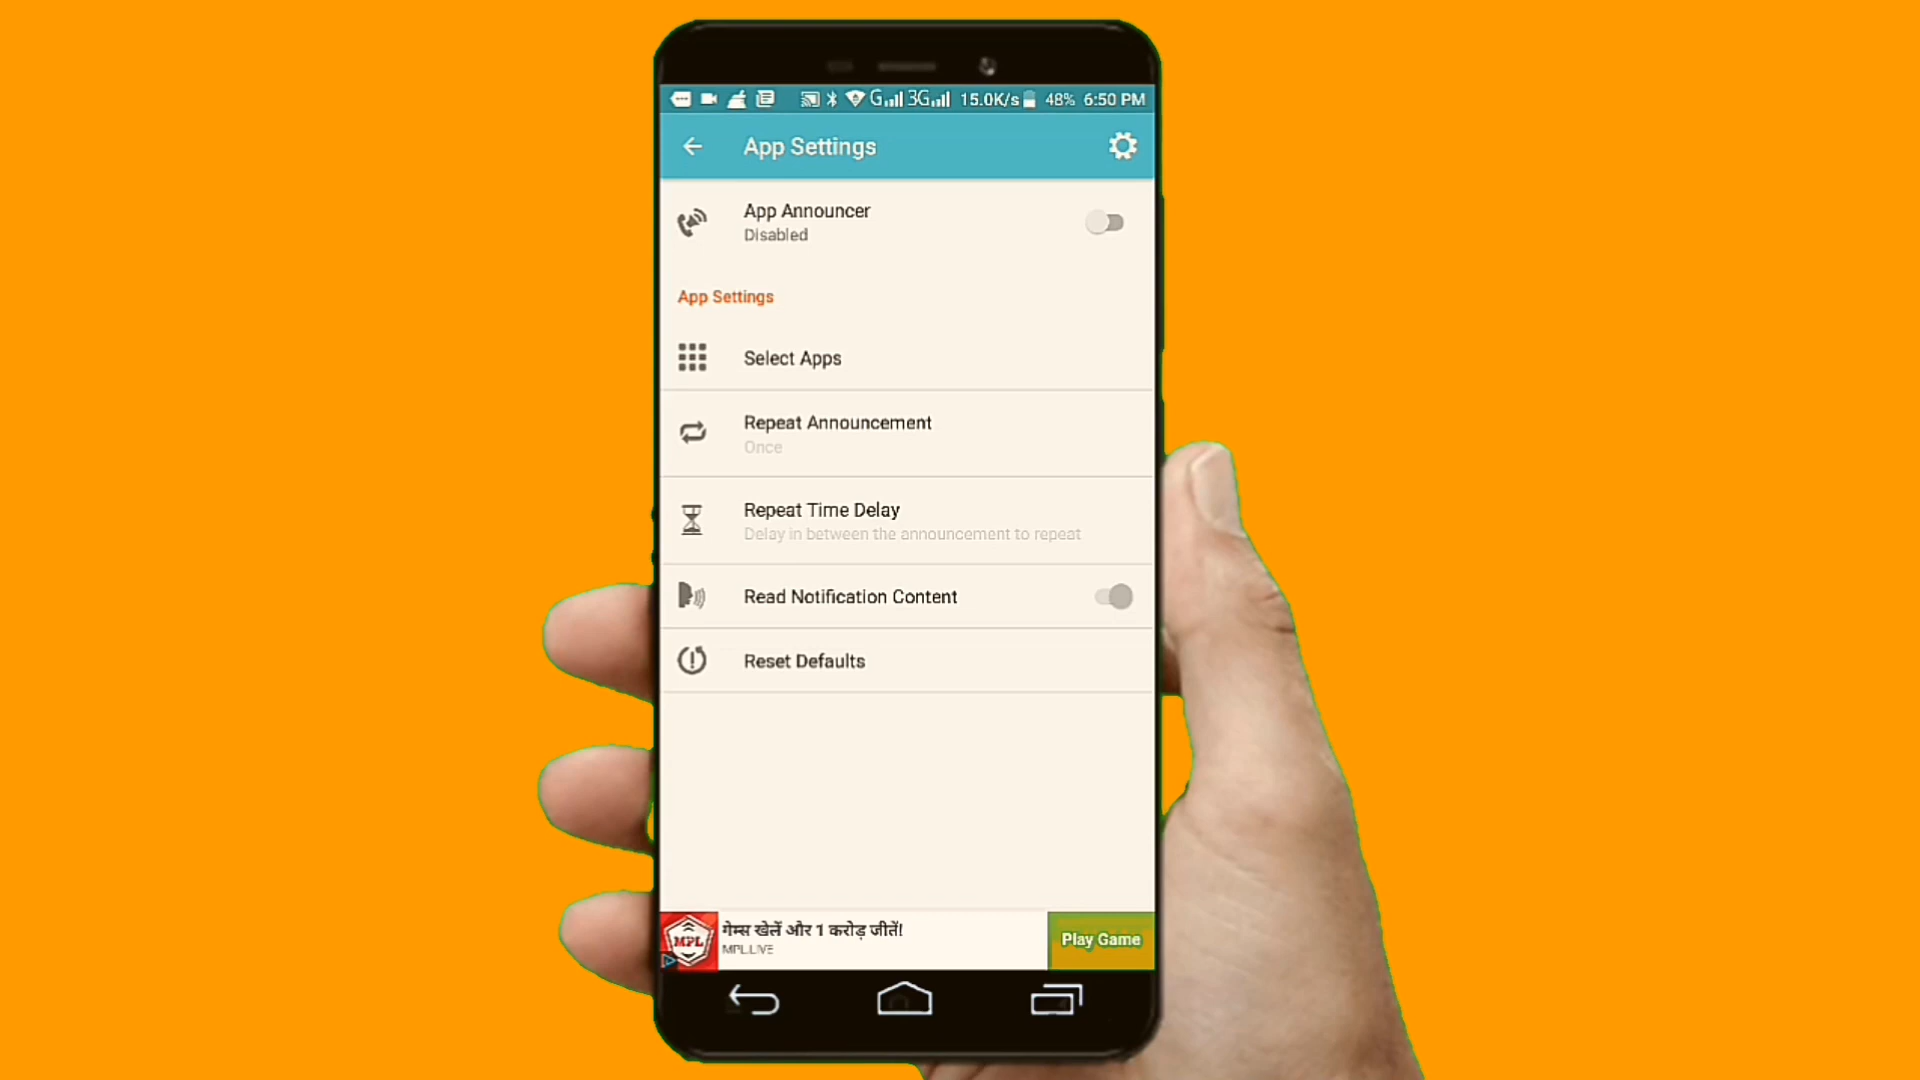 G 3G 15.0K/s 48% 6:50 PM
App Settings
App Announcer
Disabled
App Settings
Select Apps
Repeat Announcement
Once
Repeat Time Delay
Delay in between the announcement to repeat
Read Notification Content
Reset Defaults
MPL
गेम्स खेलें और 1 करोड़ जीतें!
MPL.LIVE
Play Game